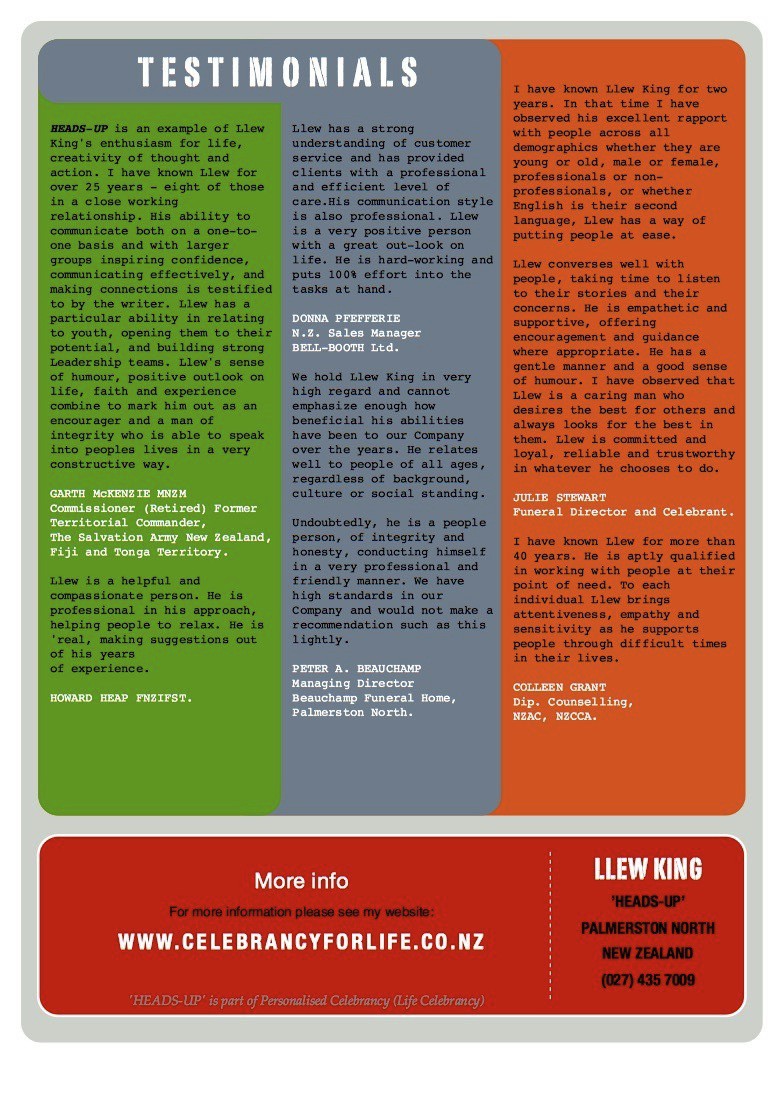 TESTIMONIALS
HEADS-UP is an example of Llew
King's enthusiasm for life,
creativity of thought and
action. I have known Llew for
over 25 years - eight of those
in a close working
relationship. His ability to
communicate both on a one-to-
one basis and with larger
groups inspiring confidence,
communicating effectively, and
making connections is testified
to by the writer. Llew has a
particular ability in relating
to youth, opening them to their
potential, and building strong
Leadership teams. Llew's sense
of humour, positive outlook on
life, faith and experience
combine to mark him out as an
encourager and a man of
integrity who is able to speak
into peoples lives in a very
constructive way.
GARTH McKENZIE MNZM
Commissioner (Retired) Former
Territorial Commander,
The Salvation Army New Zealand,
Fiji and Tonga Territory.
Llew is a helpful and
compassionate person. He is
professional in his approach,
helping people to relax. He is
'real, making suggestions out
of his years
of experience.
HOWARD HEAP FNZIFST.
Llew has a strong
understanding of customer
service and has provided
clients with a professional
and efficient level of
care.His communication style
is also professional. Llew
is a very positive person
with a great out-look on
life. He is hard-working and
puts 100% effort into the
tasks at hand.
DONNA PFEFFERIE
N.Z. Sales Manager
BELL-BOOTH Ltd.
We hold Llew King in very
high regard and cannot
emphasize enough how
beneficial his abilities
have been to our Company
over the years. He relates
well to people of all ages,
regardless of background,
culture or social standing.
Undoubtedly, he is a people
person, of integrity and
honesty, conducting himself
in a very professional and
friendly manner. We have
high standards in our
Company and would not make a
recommendation such as this
lightly.
PETER A. BEAUCHAMP
Managing Director
Beauchamp Funeral Home,
Palmerston North.
I have known Llew King for two
years. In that time I have
observed his excellent rapport
with people across all
demographics whether they are
young or old, male or female,
professionals or non-
professionals, or whether
English is their second
language, Llew has a way of
putting people at ease.
Llew converses well with
people, taking time to listen
to their stories and their
concerns. He is empathetic and
supportive, offering
encouragement and guidance
where appropriate. He has a
gentle manner and a good sense
of humour. I have observed that
Llew is a caring man who
desires the best for others and
always looks for the best in
them. Llew is committed and
loyal, reliable and trustworthy
in whatever he chooses to do.
JULIE STEWART
Funeral Director and Celebrant.
I have known Llew for more than
40 years. He is aptly qualified
in working with people at their
point of need. To each
individual Llew brings
attentiveness, empathy and
sensitivity as he supports
people through difficult times
in their lives.
COLLEEN GRANT
Dip. Counselling,
NZAC, NZCCA.
More info
For more information please see my website:
WWW.CELEBRANCYFORLIFE.CO.NZ
'HEADS-UP' is part of Personalised Celebrancy (Life Celebrancy)
LLEW KING
'HEADS-UP'
PALMERSTON NORTH
NEW ZEALAND
(027) 435 7009